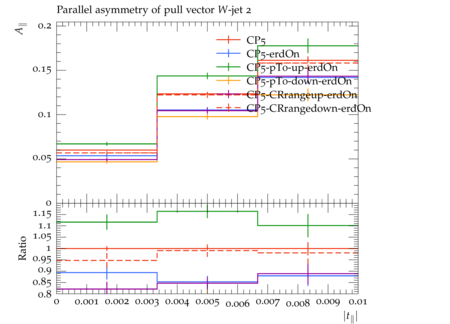 Parallel asymmetry of pull vector W-jet 2
A∥
0.2
0.15
0.1
0.05
0
CP5
CP5-erdOn
CP5-pT0-up-erdOn
CP5-pT0-down-erdOn
CP5-CRrangeup-erdOn
CP5-CRrangedown-erdOn
Ratio
1.15
1.1
1.05
1
0.95
0.9
0.85
0.8
0 0.001 0.002 0.003 0.004 0.005 0.006 0.007 0.008 0.009 0.01
|t∥|